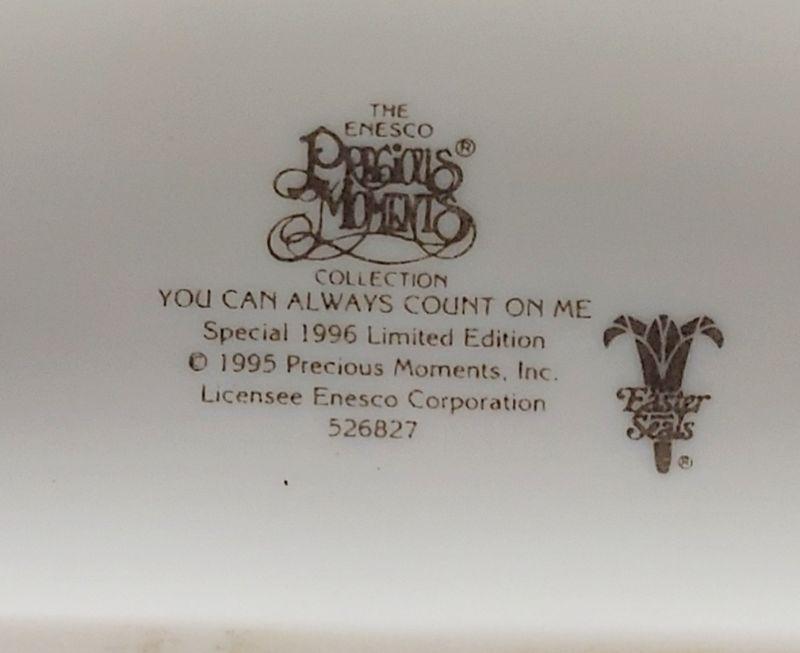 THE
ENESCO
PRECIOUS®
MOMENTS
COLLECTION
YOU CAN ALWAYS COUNT ON ME
Special 1996 Limited Edition
© 1995 Precious Moments, Inc.
Licensee Enesco Corporation
526827
Easter
Seals
®